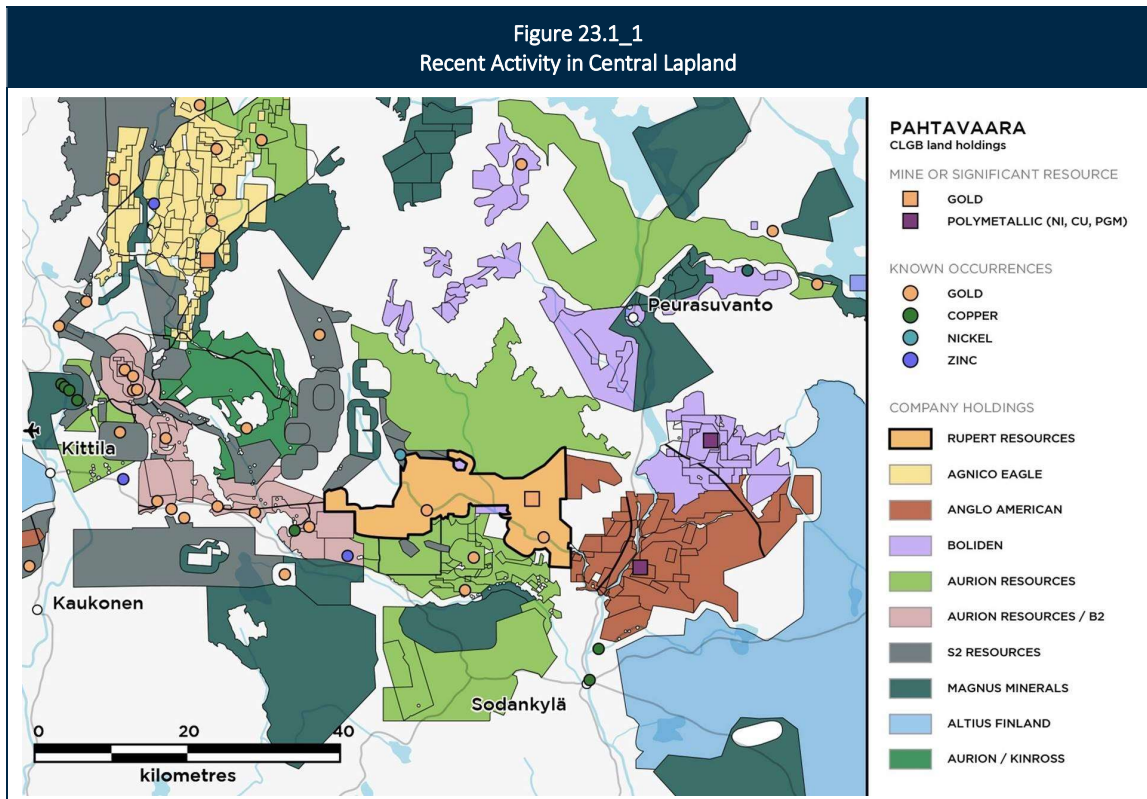 Figure 23.1_1
Recent Activity in Central Lapland
Peurasuvanto
Kittila
Kaukonen
Sodankylä
0 20 40
kilometres
PAHTAVAARA
CLGB land holdings
MINE OR SIGNIFICANT RESOURCE
GOLD
POLYMETALLIC (NI, CU, PGM)
KNOWN OCCURRENCES
GOLD
COPPER
NICKEL
ZINC
COMPANY HOLDINGS
RUPERT RESOURCES
AGNICO EAGLE
ANGLO AMERICAN
BOLIDEN
AURION RESOURCES
AURION RESOURCES / B2
S2 RESOURCES
MAGNUS MINERALS
ALTIUS FINLAND
AURION / KINROSS